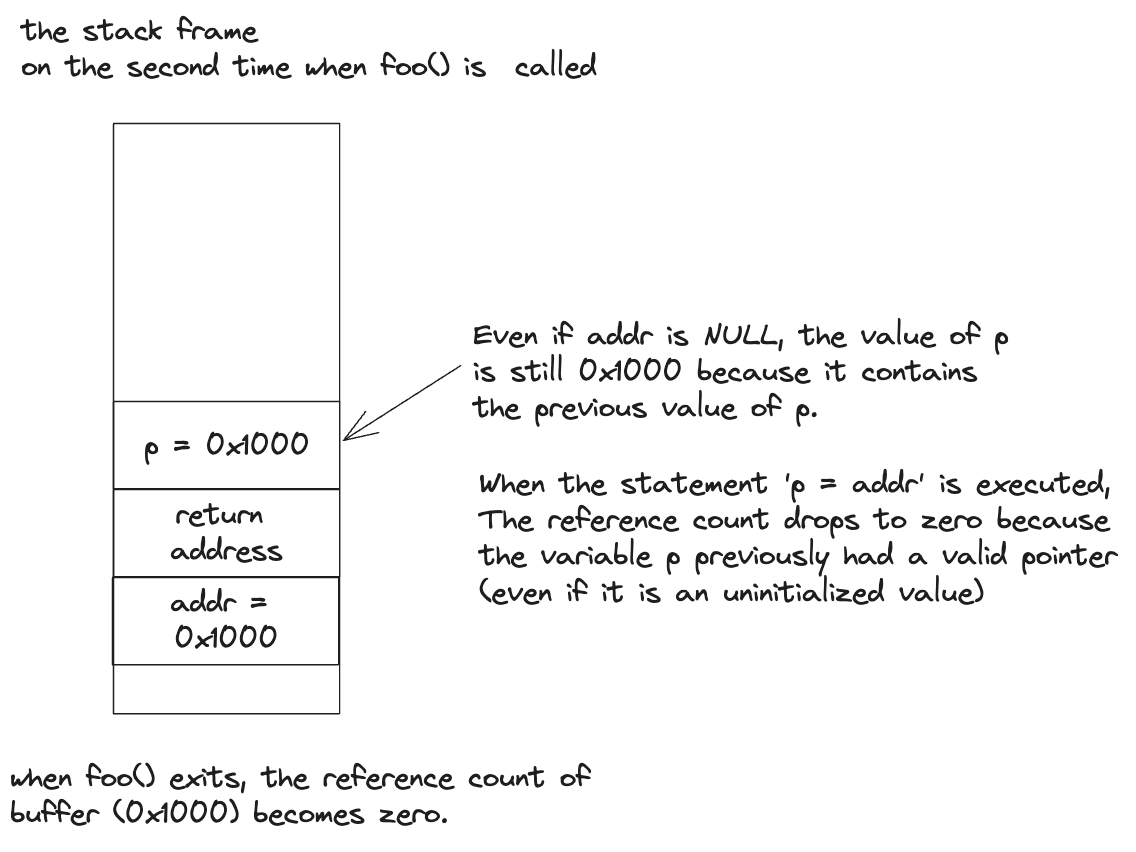 the stack frame
on the second time when foo() is called
Even if addr is NULL, the value of p
is still 0x1000 because it contains
the previous value of p.
p = 0x1000
When the statement 'p = addr' is executed,
The reference count drops to zero because
the variable p previously had a valid pointer
(even if it is an uninitialized value)
return
address
addr =
0x1000
when foo() exits, the reference count of
buffer (0x1000) becomes zero.